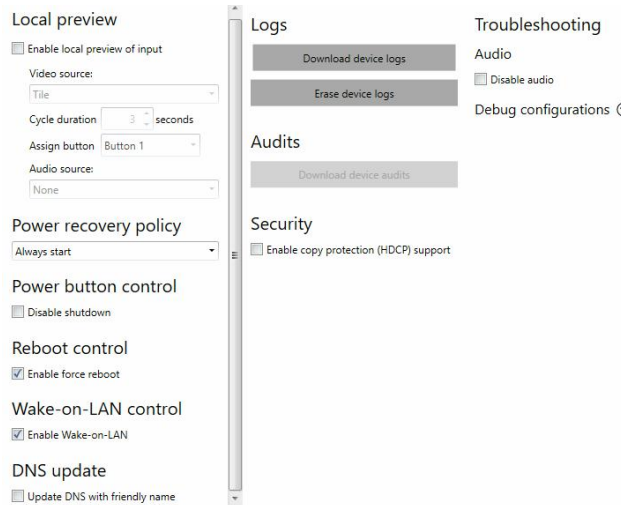 Local preview
Enable local preview of input
Video source:
Tile
Cycle duration 3 seconds
Assign button Button 1
Audio source:
None
Power recovery policy
Always start
Power button control
Disable shutdown
Reboot control
Enable force reboot
Wake-on-LAN control
Enable Wake-on-LAN
DNS update
Update DNS with friendly name
Logs
Download device logs
Erase device logs
Audits
Download device audits
Security
Enable copy protection (HDCP) support
Troubleshooting
Audio
Disable audio
Debug configurations